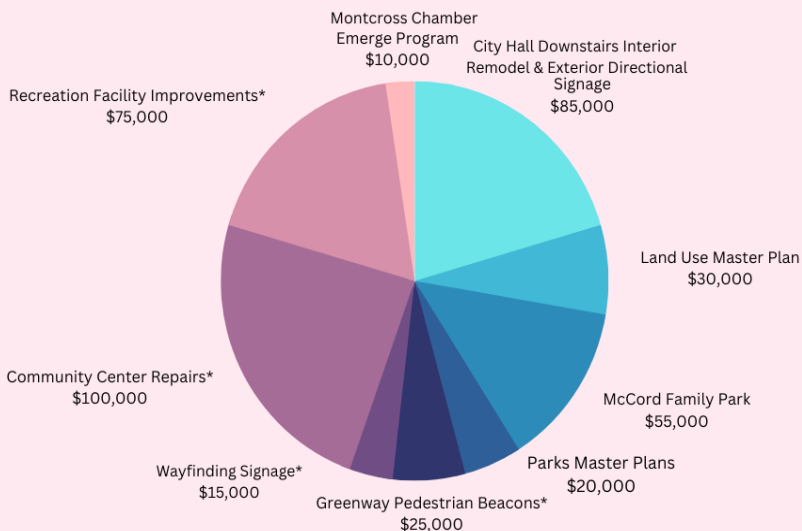 Montcross Chamber
Emerge Program
$10,000
City Hall Downstairs Interior
Remodel & Exterior Directional
Signage
$85,000
Recreation Facility Improvements*
$75,000
Land Use Master Plan
$30,000
Community Center Repairs*
$100,000
McCord Family Park
$55,000
Parks Master Plans
$20,000
Wayfinding Signage*
$15,000
Greenway Pedestrian Beacons*
$25,000